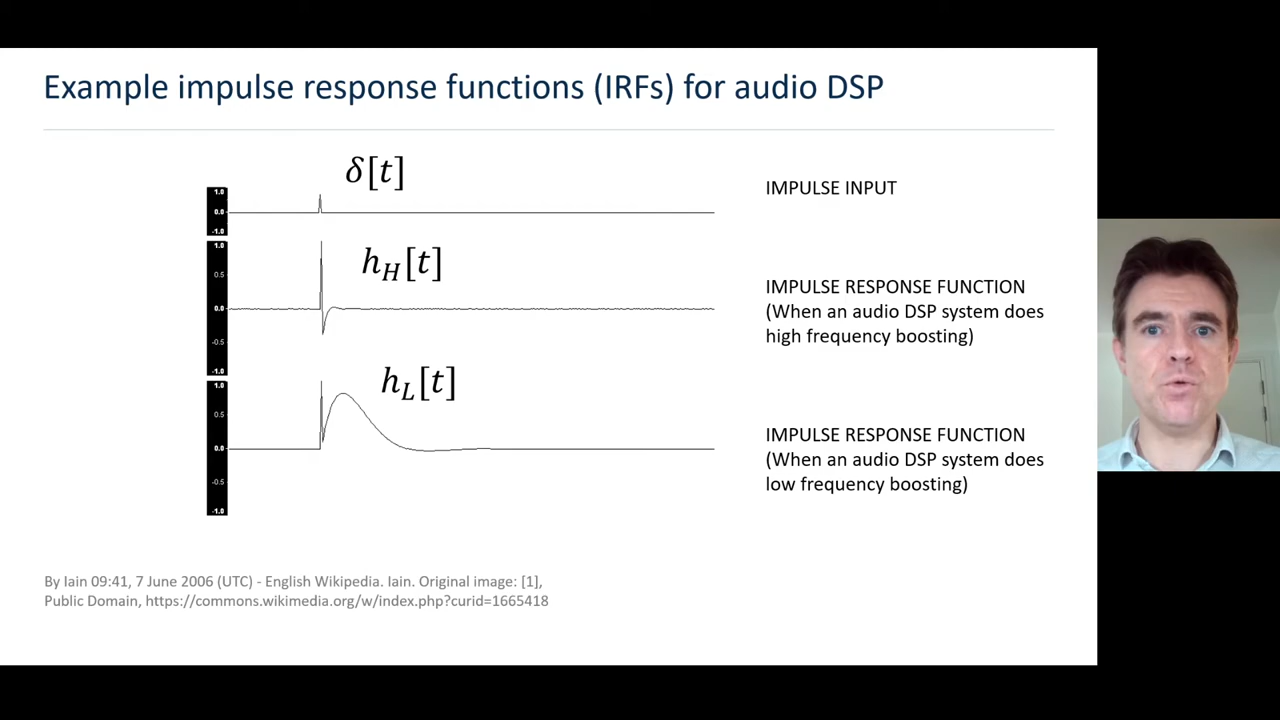 Example impulse response functions (IRFs) for audio DSP
δ[t]
IMPULSE INPUT
1.0
0.0
-1.0
h_H[t]
1.0
0.5
0.0
-0.5
-1.0
IMPULSE RESPONSE FUNCTION
(When an audio DSP system does
high frequency boosting)
h_L[t]
1.0
0.5
0.0
-0.5
-1.0
IMPULSE RESPONSE FUNCTION
(When an audio DSP system does
low frequency boosting)
By Iain 09:41, 7 June 2006 (UTC) - English Wikipedia. Iain. Original image: [1],
Public Domain, https://commons.wikimedia.org/w/index.php?curid=1665418